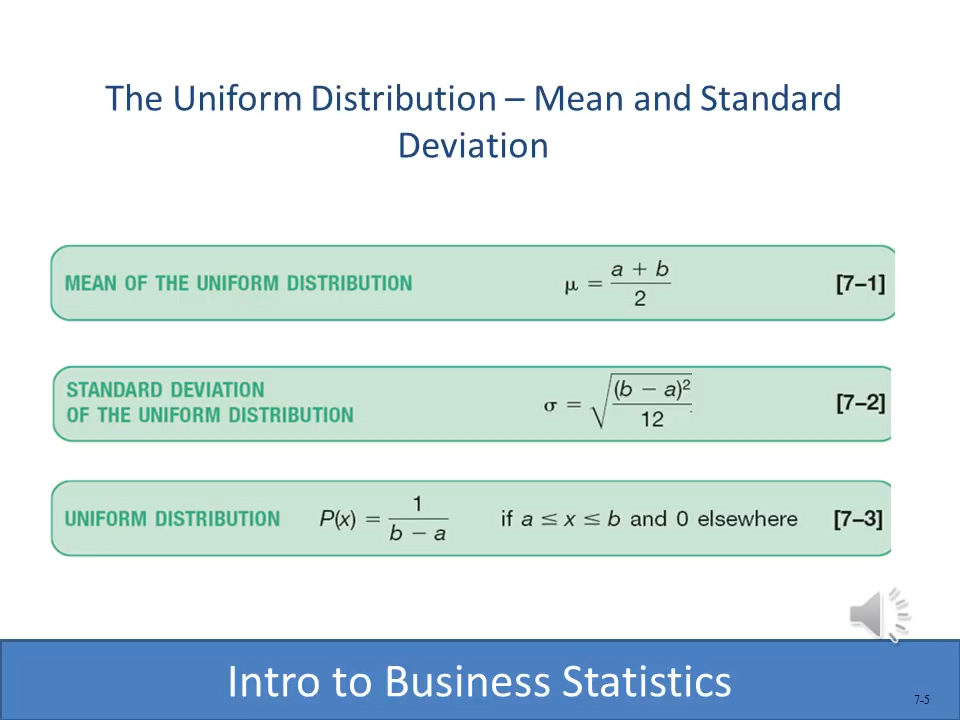 The Uniform Distribution – Mean and Standard
Deviation
MEAN OF THE UNIFORM DISTRIBUTION μ = (a + b)/2 [7–1]
STANDARD DEVIATION
OF THE UNIFORM DISTRIBUTION σ = √((b − a)²/12) [7–2]
UNIFORM DISTRIBUTION P(x) = 1/(b − a) if a ≤ x ≤ b and 0 elsewhere [7–3]
Intro to Business Statistics
7-5